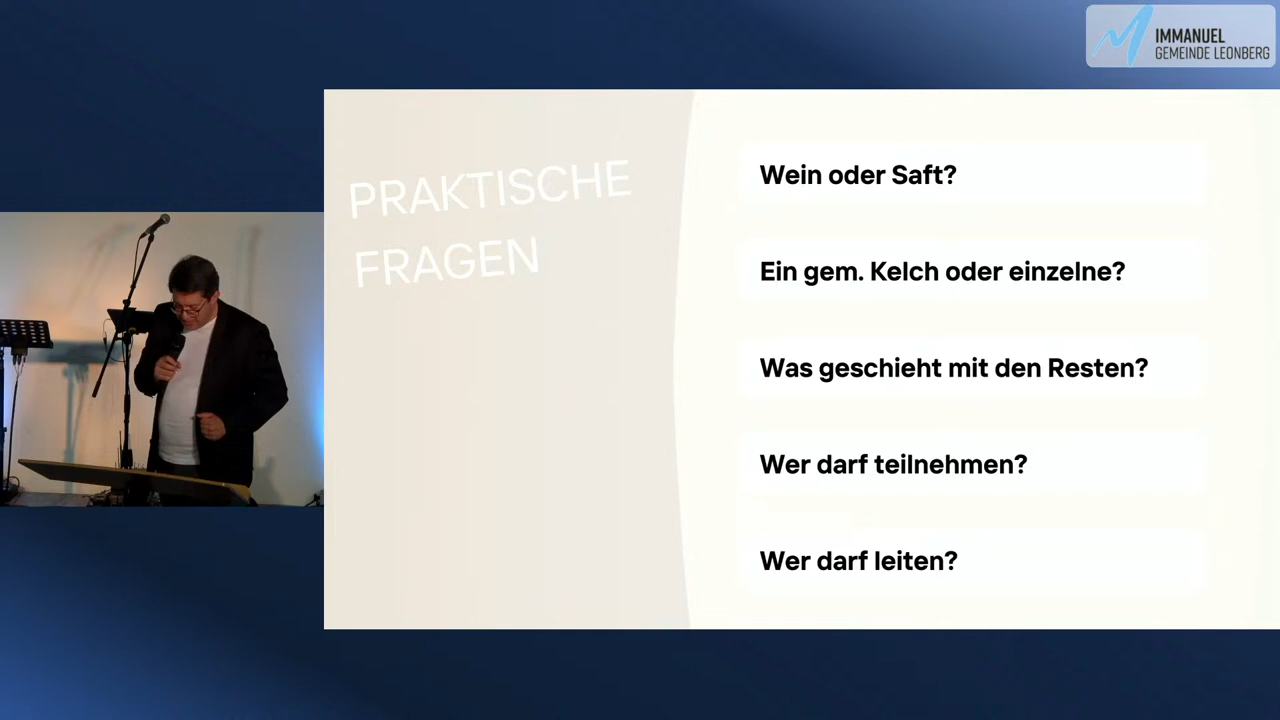 IMMANUEL
GEMEINDE LEONBERG
PRAKTISCHE
FRAGEN
Wein oder Saft?
Ein gem. Kelch oder einzelne?
Was geschieht mit den Resten?
Wer darf teilnehmen?
Wer darf leiten?